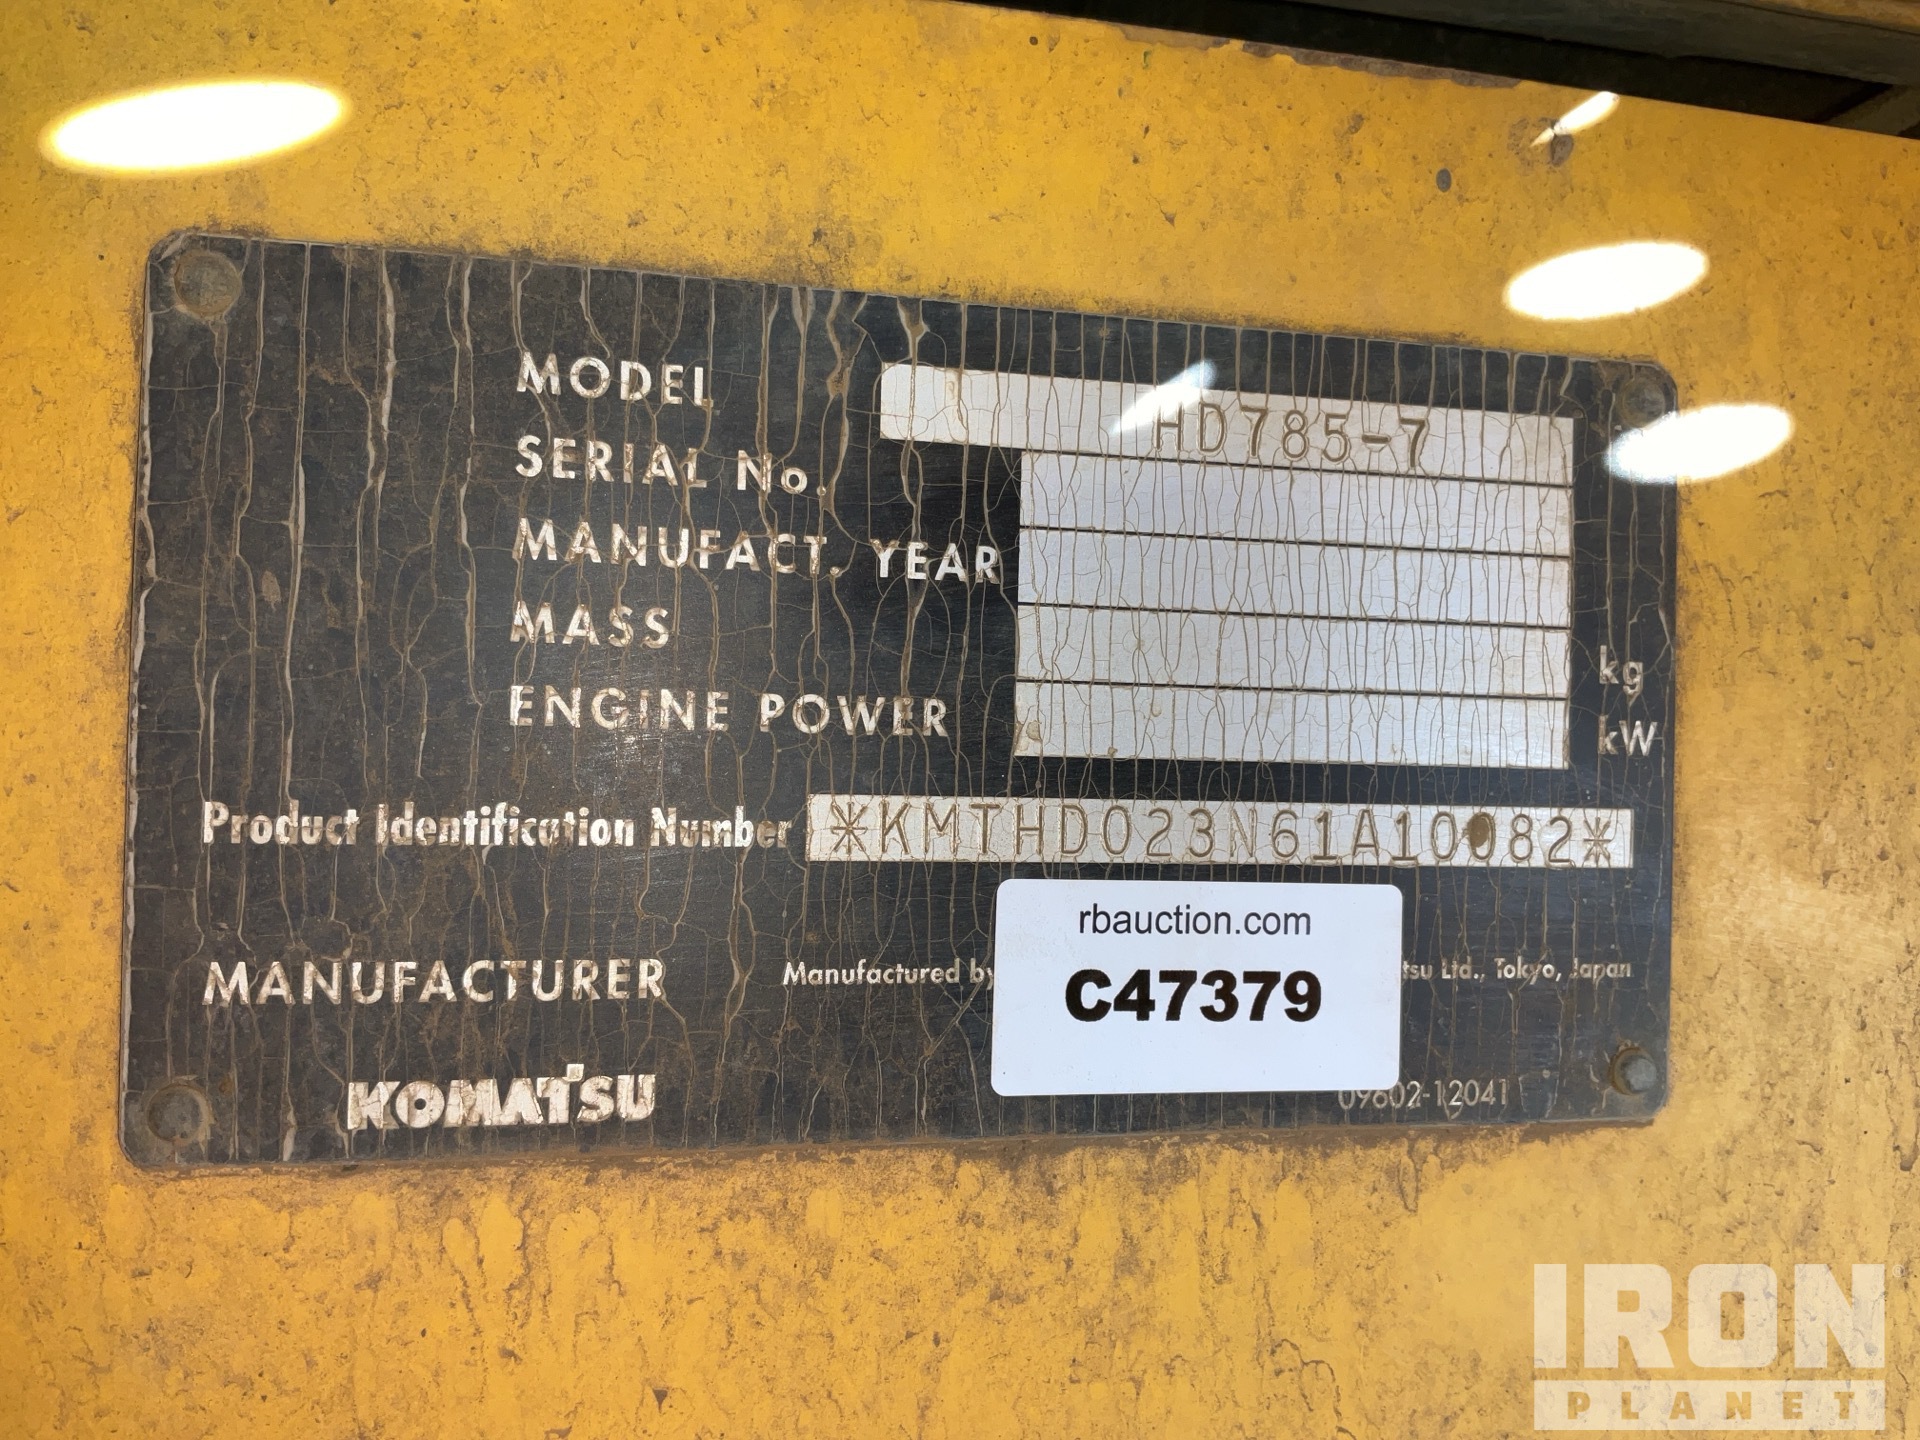 MODEL HD785-7
SERIAL No.
MANUFACT. YEAR
MASS kg
ENGINE POWER kW
Product Identification Number *KMTHD023N61A10082*
rbauction.com
C47379
MANUFACTURER Manufactured by tsu Ltd., Tokyo, Japan
KOMATSU
09602-12041
IRON
PLANET